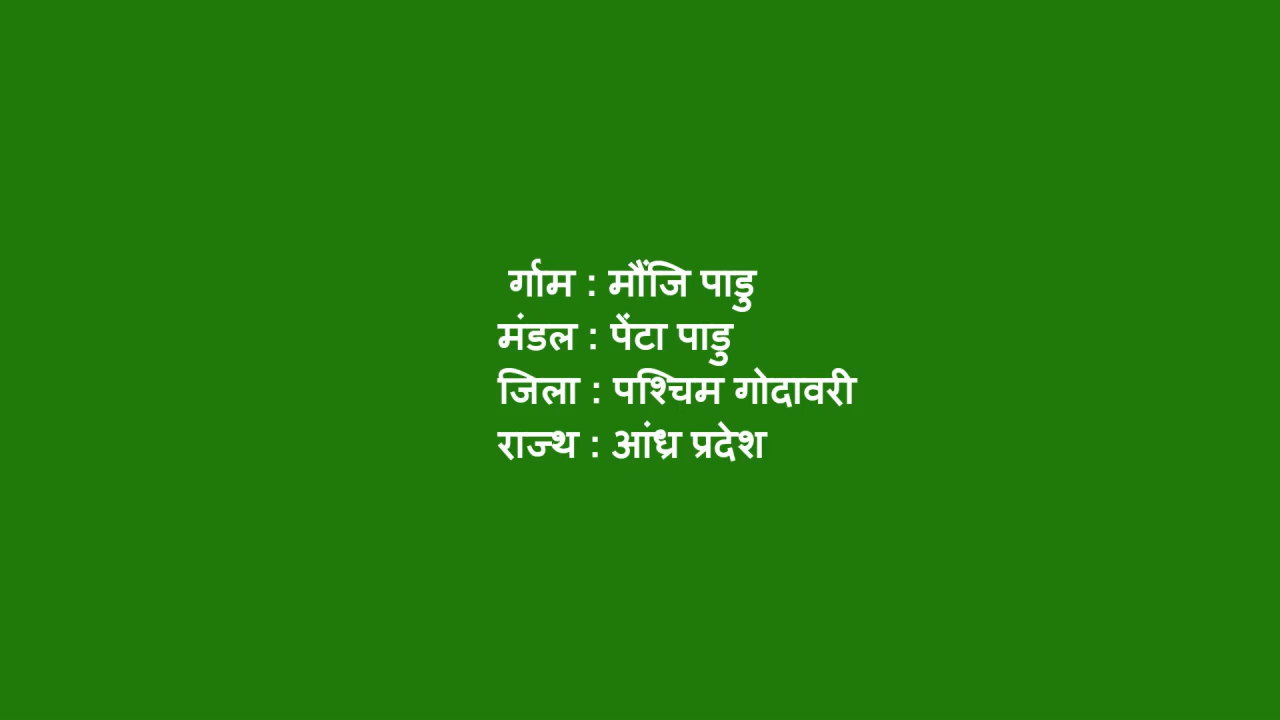 र्गाम : मौंजि पाडु
मंडल : पेंटा पाडु
जिला : पश्चिम गोदावरी
राज्थ : आंध्र प्रदेश